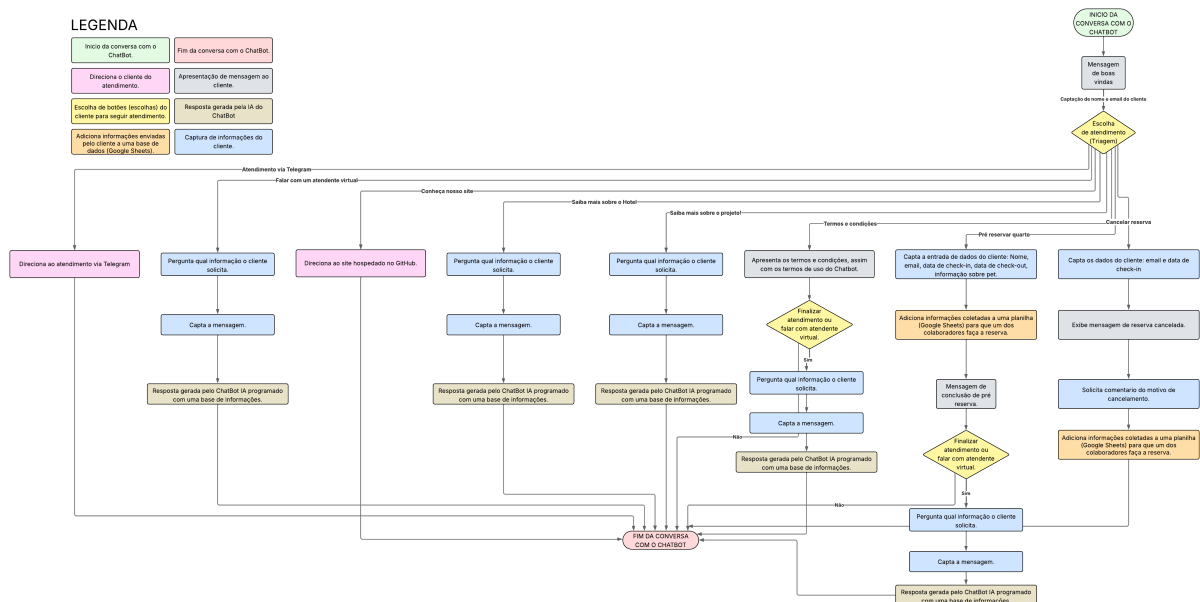 LEGENDA
Inicio da conversa com o
ChatBot.
Fim da conversa com o ChatBot.
Direciona o cliente do
atendimento.
Apresentação de mensagem ao
cliente.
Escolha de botões (escolhas) do
cliente para seguir atendimento.
Resposta gerada pela IA do
ChatBot
Adiciona informações enviadas
pelo cliente a uma base de
dados (Google Sheets).
Captura de informações do
cliente.
INICIO DA
CONVERSA COM O
CHATBOT
Mensagem
de boas
vindas
Captação de nome e email do cliente
Escolha
de atendimento
(Triagem)
Atendimento via Telegram
Falar com um atendente virtual
Conheça nosso site
Saiba mais sobre o Hotel
Saiba mais sobre o projeto!
Termos e condições
Pré reservar quarto
Cancelar reserva
Direciona ao atendimento via Telegram
Pergunta qual informação o cliente
solicita.
Capta a mensagem.
Resposta gerada pelo ChatBot IA programado
com uma base de informações.
Direciona ao site hospedado no GitHub.
Pergunta qual informação o cliente
solicita.
Capta a mensagem.
Resposta gerada pelo ChatBot IA programado
com uma base de informações.
Pergunta qual informação o cliente
solicita.
Capta a mensagem.
Resposta gerada pelo ChatBot IA programado
com uma base de informações.
Apresenta os termos e condições, assim
com os termos de uso do Chatbot.
Finalizar
atendimento ou
falar com atendente
virtual.
Sim
Pergunta qual informação o cliente
solicita.
Capta a mensagem.
Não
Resposta gerada pelo ChatBot IA programado
com uma base de informações.
Capta a entrada de dados do cliente: Nome,
email, data de check-in, data de check-out,
informação sobre pet.
Adiciona informações coletadas a uma planilha
(Google Sheets) para que um dos
colaboradores faça a reserva.
Mensagem de
conclusão de pré
reserva.
Finalizar
atendimento ou
falar com atendente
virtual.
Sim
Não
Pergunta qual informação o cliente
solicita.
Capta a mensagem.
Resposta gerada pelo ChatBot IA programado
com uma base de informações.
Capta os dados do cliente: email e data de
check-in
Exibe mensagem de reserva cancelada.
Solicita comentario do motivo de
cancelamento.
Adiciona informações coletadas a uma planilha
(Google Sheets) para que um dos
colaboradores faça a reserva.
FIM DA CONVERSA
COM O CHATBOT